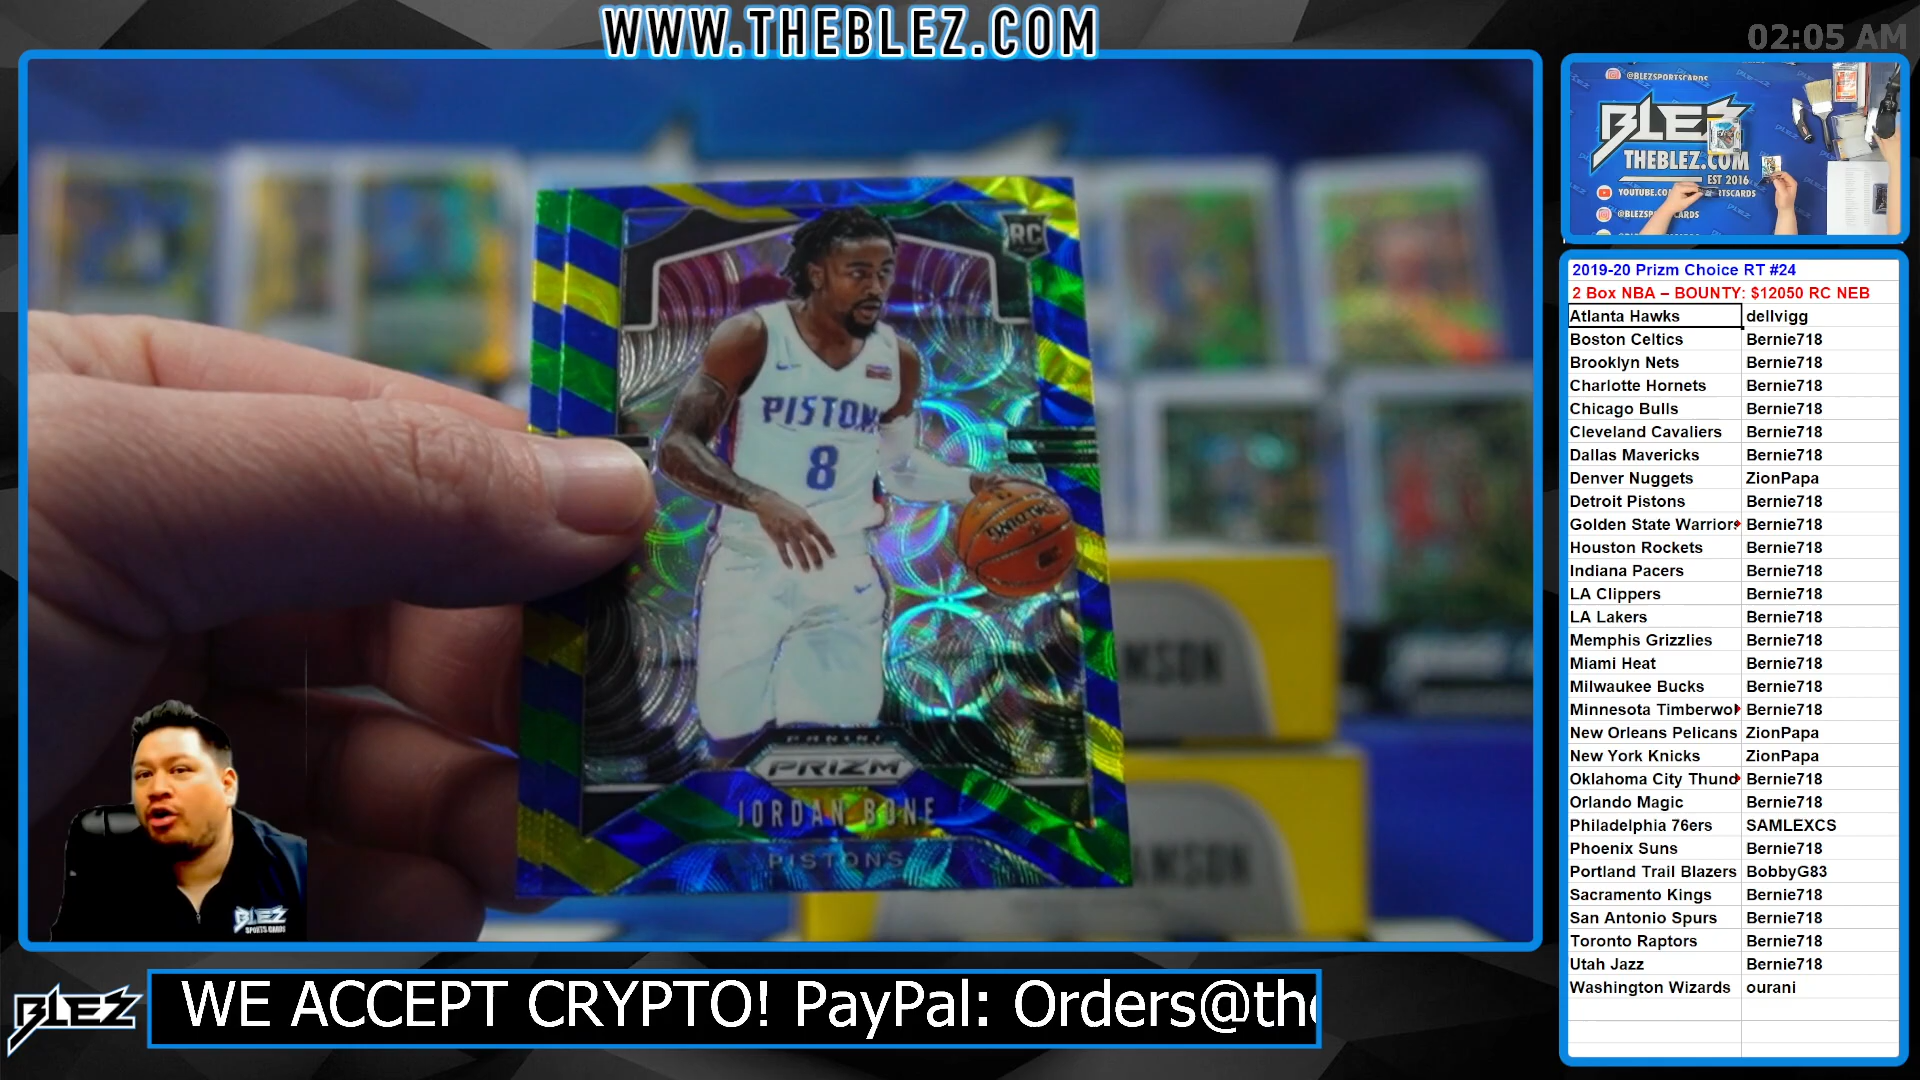 WWW.THEBLEZ.COM
02:05 AM
RC
PISTON
8
SPALDING
PANINI
PRIZM
JORDAN BONE
PISTONS
BLEZ
SPORTS CARDS
@BLEZSPORTSCARDS
BLEZ
THEBLEZ.COM
EST 2016
2019-20 Prizm Choice RT #24
2 Box NBA – BOUNTY: $12050 RC NEB
Atlanta Hawks dellvigg
Boston Celtics Bernie718
Brooklyn Nets Bernie718
Charlotte Hornets Bernie718
Chicago Bulls Bernie718
Cleveland Cavaliers Bernie718
Dallas Mavericks Bernie718
Denver Nuggets ZionPapa
Detroit Pistons Bernie718
Golden State Warriors Bernie718
Houston Rockets Bernie718
Indiana Pacers Bernie718
LA Clippers Bernie718
LA Lakers Bernie718
Memphis Grizzlies Bernie718
Miami Heat Bernie718
Milwaukee Bucks Bernie718
Minnesota Timberwol Bernie718
New Orleans Pelicans ZionPapa
New York Knicks ZionPapa
Oklahoma City Thund Bernie718
Orlando Magic Bernie718
Philadelphia 76ers SAMLEXCS
Phoenix Suns Bernie718
Portland Trail Blazers BobbyG83
Sacramento Kings Bernie718
San Antonio Spurs Bernie718
Toronto Raptors Bernie718
Utah Jazz Bernie718
Washington Wizards ourani
BLEZ
WE ACCEPT CRYPTO! PayPal: Orders@the